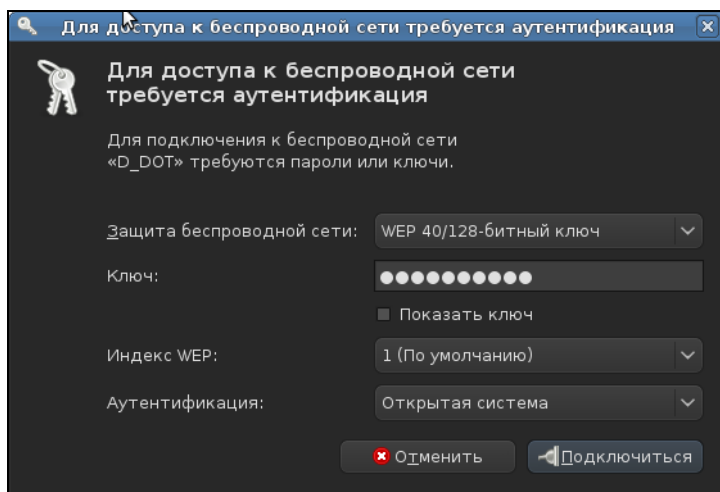 Для доступа к беспроводной сети требуется аутентификация
Для доступа к беспроводной сети
требуется аутентификация
Для подключения к беспроводной сети
«D_DOT» требуются пароли или ключи.
Защита беспроводной сети: WEP 40/128-битный ключ
Ключ: ●●●●●●●●●●
Показать ключ
Индекс WEP: 1 (По умолчанию)
Аутентификация: Открытая система
Отменить Подключиться